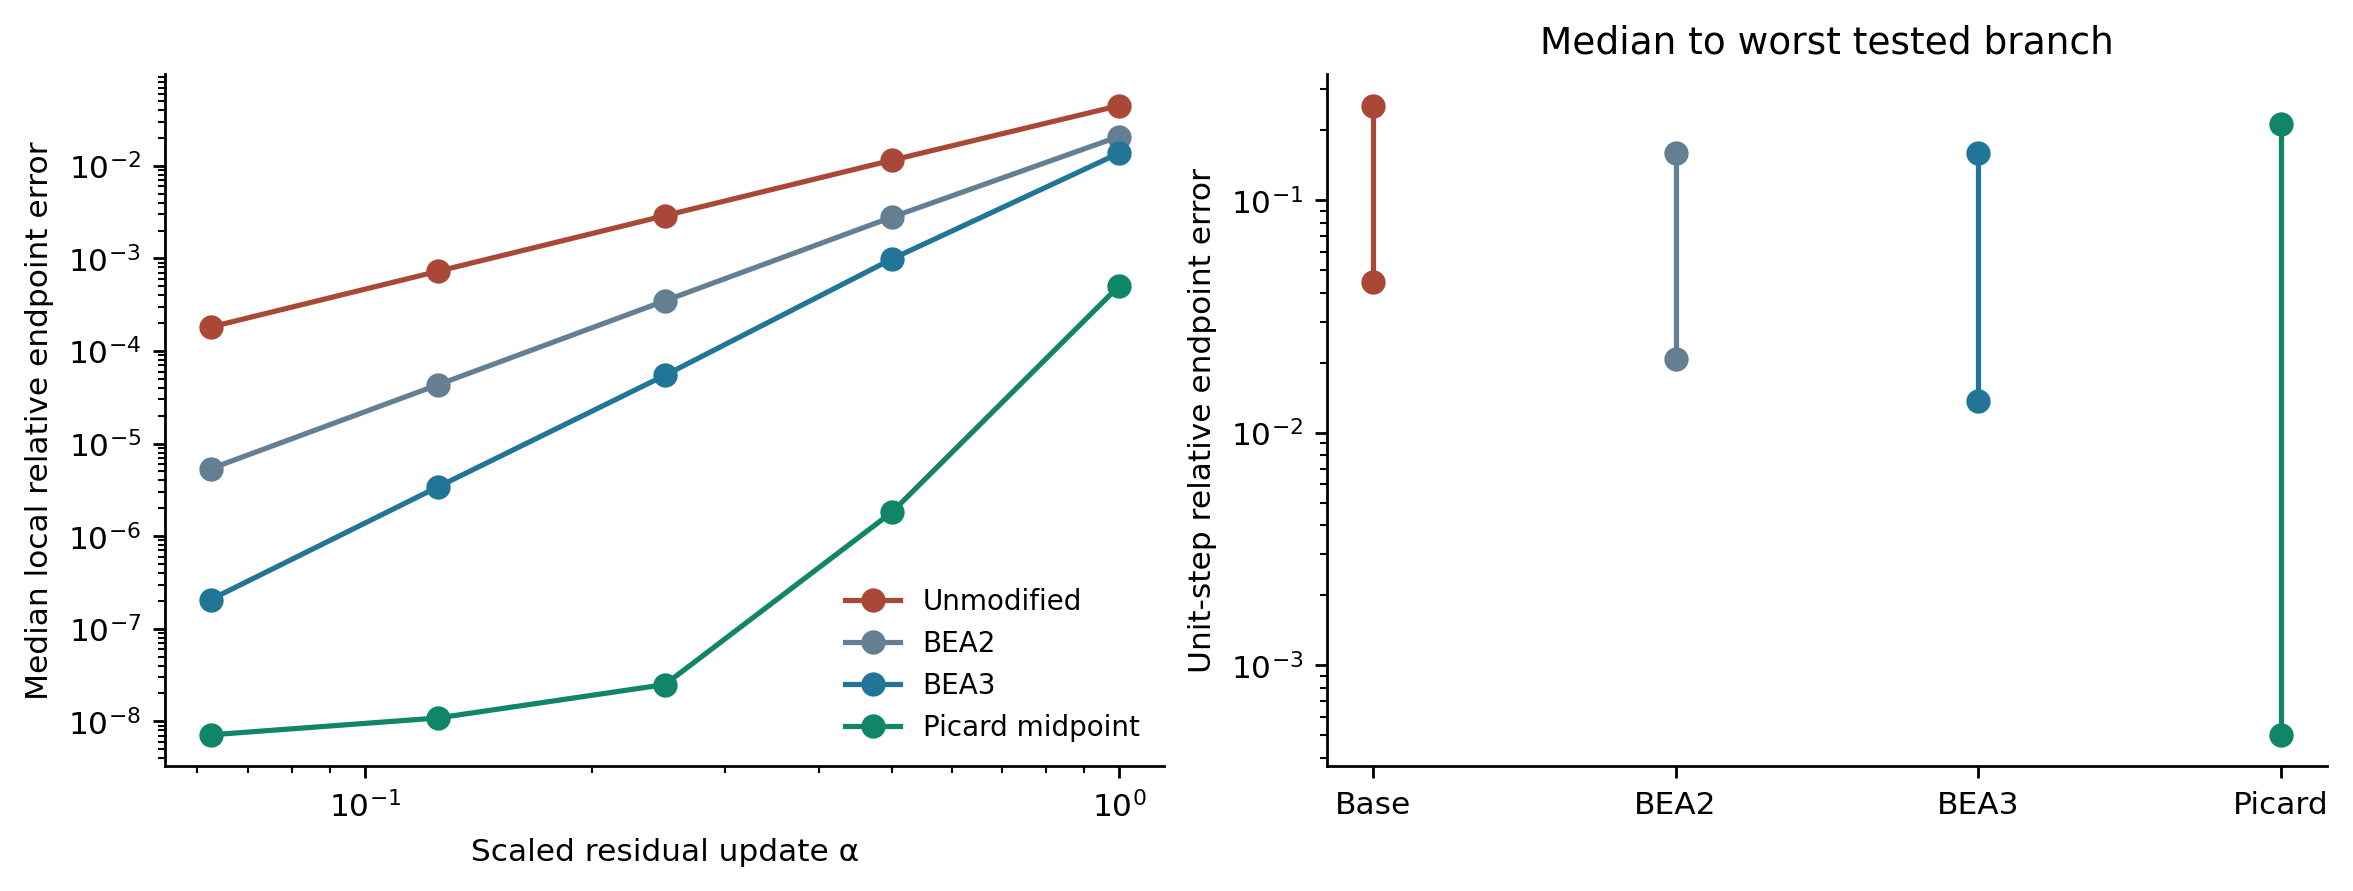 Median local relative endpoint error
10⁻²
10⁻³
10⁻⁴
10⁻⁵
10⁻⁶
10⁻⁷
10⁻⁸
Unmodified
BEA2
BEA3
Picard midpoint
10⁻¹
10⁰
Scaled residual update α
Median to worst tested branch
Unit-step relative endpoint error
10⁻¹
10⁻²
10⁻³
Base
BEA2
BEA3
Picard